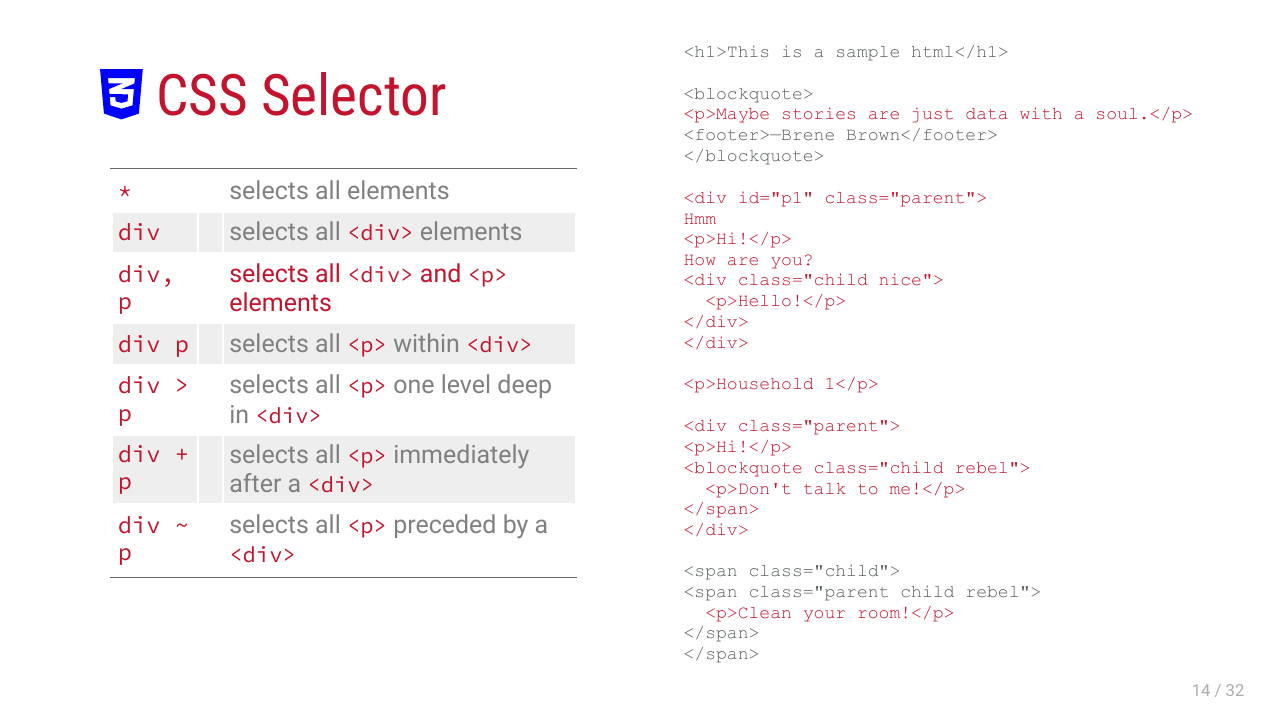 CSS Selector
* selects all elements
div selects all <div> elements
div, selects all <div> and <p>
p elements
div p selects all <p> within <div>
div > selects all <p> one level deep
p in <div>
div + selects all <p> immediately
p after a <div>
div ~ selects all <p> preceded by a
p <div>
<h1>This is a sample html</h1>
<blockquote>
<p>Maybe stories are just data with a soul.</p>
<footer>—Brene Brown</footer>
</blockquote>
<div id="p1" class="parent">
Hmm
<p>Hi!</p>
How are you?
<div class="child nice">
<p>Hello!</p>
</div>
</div>
<p>Household 1</p>
<div class="parent">
<p>Hi!</p>
<blockquote class="child rebel">
<p>Don't talk to me!</p>
</span>
</div>
<span class="child">
<span class="parent child rebel">
<p>Clean your room!</p>
</span>
</span>
14 / 32